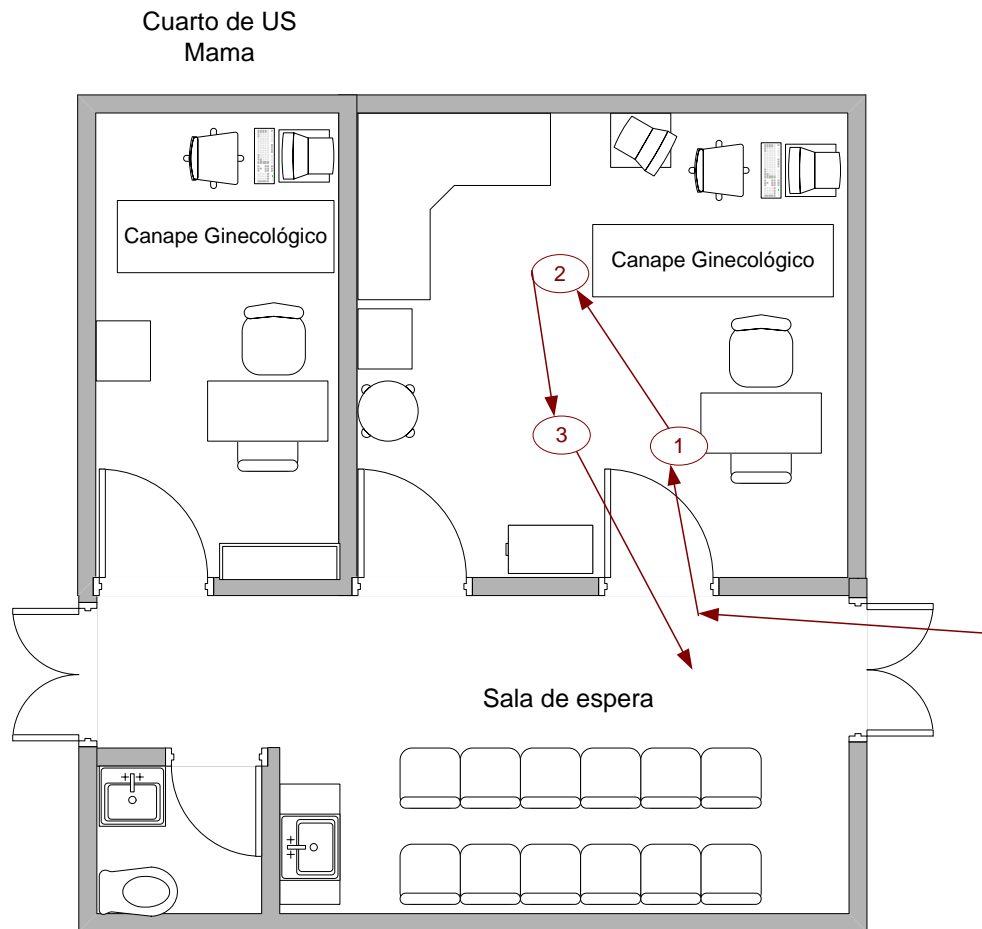 Cuarto de US
Mama
Canape Ginecológico
Canape Ginecológico
2
3
1
Sala de espera